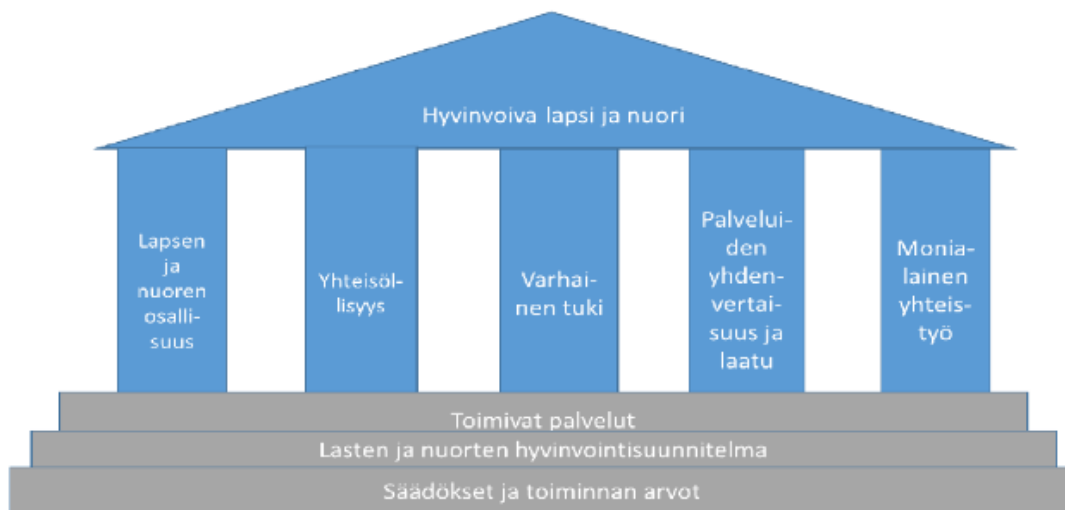 Hyvinvoiva lapsi ja nuori
Lapsen
ja
nuoren
osalli-
suus
Yhteisöl-
lisyys
Varhai-
nen tuki
Palvelui-
den
yhden-
vertai-
suus ja
laatu
Monia-
lainen
yhteis-
työ
Toimivat palvelut
Lasten ja nuorten hyvinvointisuunnitelma
Säädökset ja toiminnan arvot